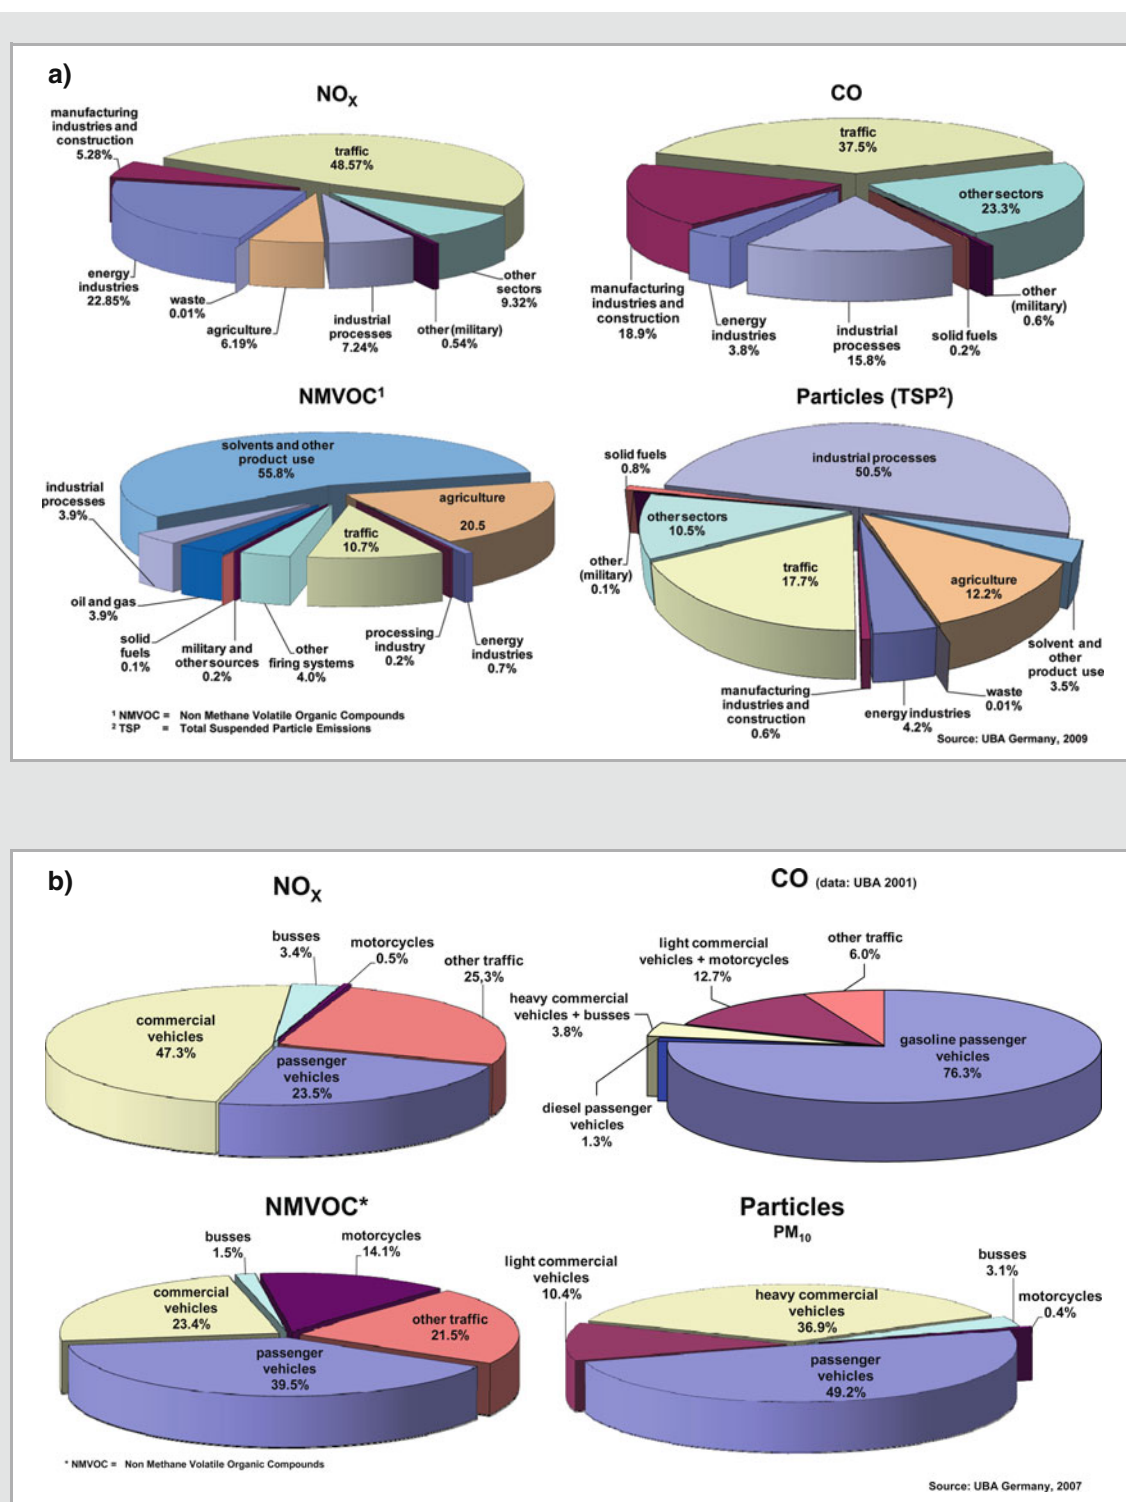 a)
NOX
manufacturing
industries and
construction
5.28%
traffic
48.57%
energy
industries
22.85%
waste
0.01%
agriculture
6.19%
industrial
processes
7.24%
other (military)
0.54%
other
sectors
9.32%
CO
traffic
37.5%
other sectors
23.3%
manufacturing
industries and
construction
18.9%
energy
industries
3.8%
industrial
processes
15.8%
solid fuels
0.2%
other
(military)
0.6%
NMVOC1
solvents and other
product use
55.8%
industrial
processes
3.9%
agriculture
20.5
traffic
10.7%
oil and gas
3.9%
solid
fuels
0.1%
military and
other sources
0.2%
other
firing systems
4.0%
processing
industry
0.2%
energy
industries
0.7%
Particles (TSP2)
solid fuels
0.8%
industrial processes
50.5%
other sectors
10.5%
other
(military)
0.1%
traffic
17.7%
agriculture
12.2%
solvent and
other
product use
3.5%
manufacturing
industries and
construction
0.6%
energy industries
4.2%
waste
0.01%
1 NMVOC = Non Methane Volatile Organic Compounds
2 TSP = Total Suspended Particle Emissions
Source: UBA Germany, 2009
b)
NOX
busses
3.4%
motorcycles
0.5%
other traffic
25,3%
commercial
vehicles
47.3%
passenger
vehicles
23.5%
CO (data: UBA 2001)
light commercial
vehicles + motorcycles
12.7%
other traffic
6.0%
heavy commercial
vehicles + busses
3.8%
gasoline passenger
vehicles
76.3%
diesel passenger
vehicles
1.3%
NMVOC*
busses
1.5%
motorcycles
14.1%
commercial
vehicles
23.4%
other traffic
21.5%
passenger
vehicles
39.5%
Particles
PM10
light commercial
vehicles
10.4%
heavy commercial
vehicles
36.9%
busses
3.1%
motorcycles
0.4%
passenger
vehicles
49.2%
* NMVOC = Non Methane Volatile Organic Compounds
Source: UBA Germany, 2007